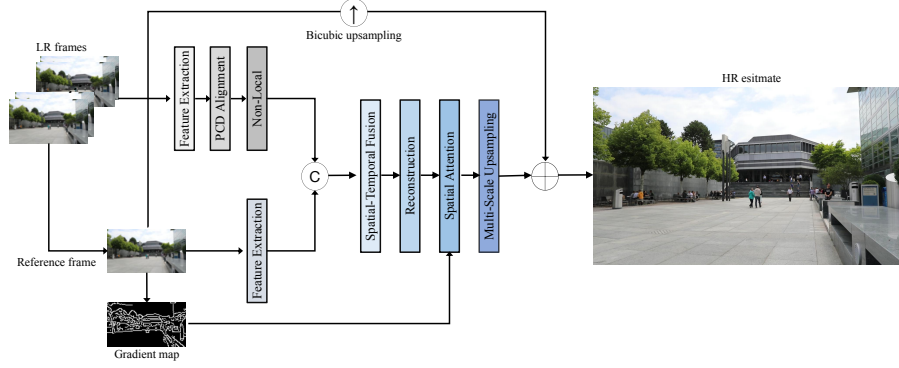 Bicubic upsampling
LR frames
HR esitmate
Feature Extraction
PCD Alignment
Non-Local
C
Spatial-Temporal Fusion
Reconstruction
Spatial Attention
Multi-Scale Upsampling
Feature Extraction
Reference frame
Gradient map